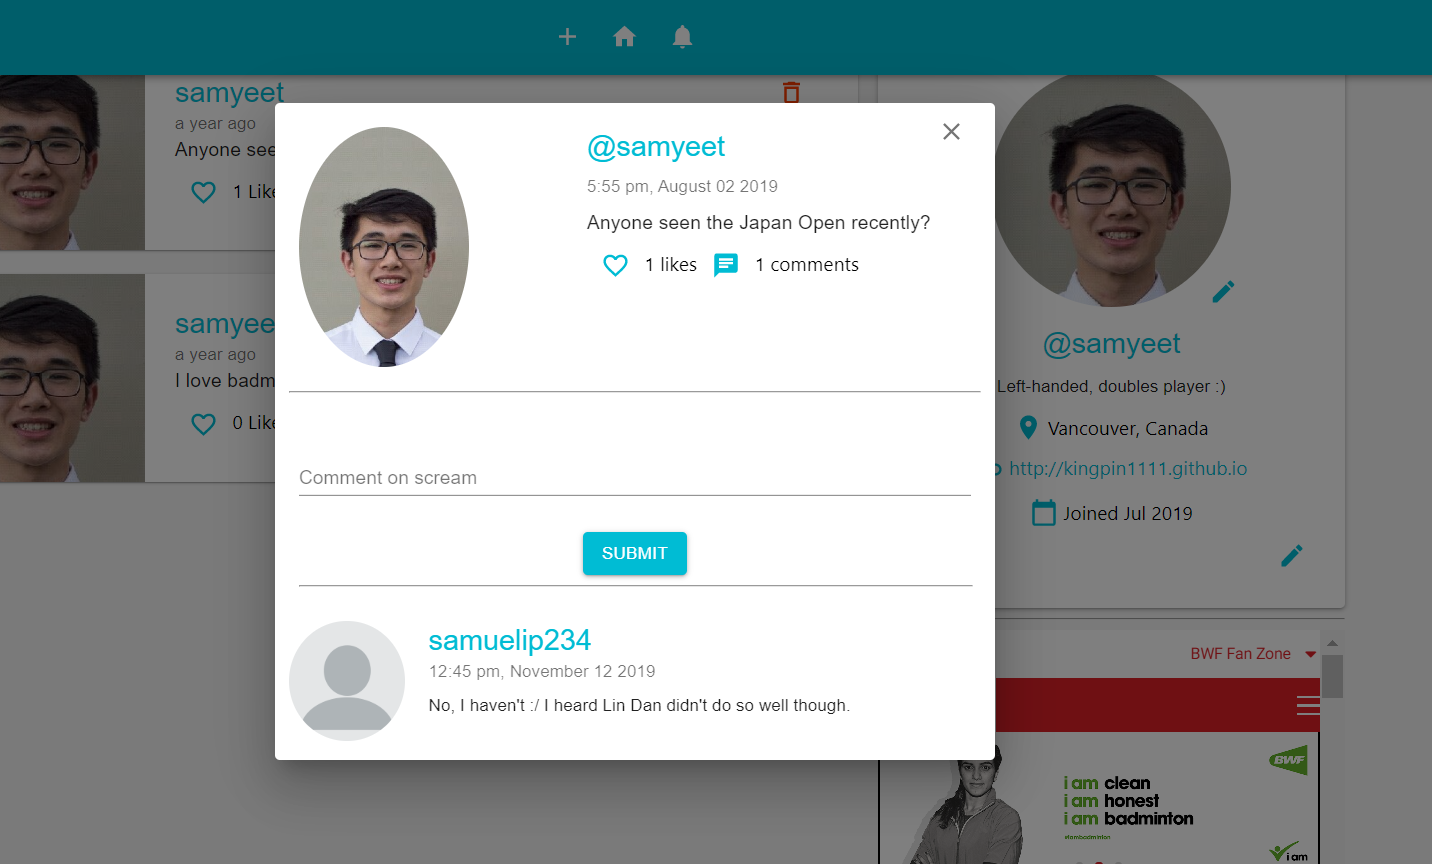 samyeet
a year ago
Anyone see
1 Like
samyeet
a year ago
I love badm
0 Like
@samyeet
5:55 pm, August 02 2019
Anyone seen the Japan Open recently?
1 likes
1 comments
Comment on scream
SUBMIT
samuelip234
12:45 pm, November 12 2019
No, I haven't :/ I heard Lin Dan didn't do so well though.
@samyeet
Left-handed, doubles player :)
Vancouver, Canada
http://kingpin1111.github.io
Joined Jul 2019
BWF Fan Zone
BWF
i am clean
i am honest
i am badminton
#iambadminton
i am